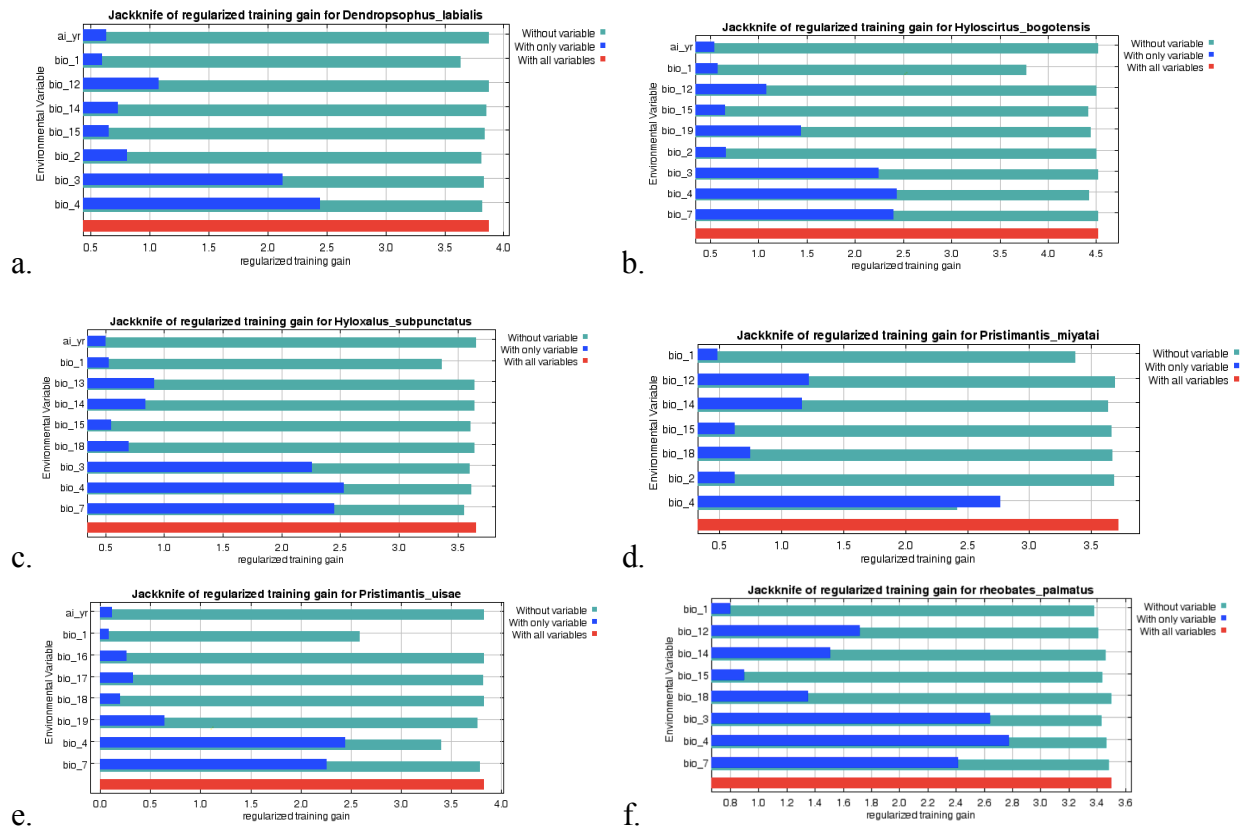 Jackknife of regularized training gain for Dendropsophus_labialis
Environmental Variable
ai_yr
bio_1
bio_12
bio_14
bio_15
bio_2
bio_3
bio_4
Without variable
With only variable
With all variables
0.5 1.0 1.5 2.0 2.5 3.0 3.5 4.0
regularized training gain
a.
Jackknife of regularized training gain for Hyloscirtus_bogotensis
Environmental Variable
ai_yr
bio_1
bio_12
bio_15
bio_19
bio_2
bio_3
bio_4
bio_7
Without variable
With only variable
With all variables
0.5 1.0 1.5 2.0 2.5 3.0 3.5 4.0 4.5
regularized training gain
b.
Jackknife of regularized training gain for Hyloxalus_subpunctatus
Environmental Variable
ai_yr
bio_1
bio_13
bio_14
bio_15
bio_18
bio_3
bio_4
bio_7
Without variable
With only variable
With all variables
0.5 1.0 1.5 2.0 2.5 3.0 3.5
regularized training gain
c.
Jackknife of regularized training gain for Pristimantis_miyatai
Environmental Variable
bio_1
bio_12
bio_14
bio_15
bio_18
bio_2
bio_4
Without variable
With only variable
With all variables
0.5 1.0 1.5 2.0 2.5 3.0 3.5
regularized training gain
d.
Jackknife of regularized training gain for Pristimantis_uisae
Environmental Variable
ai_yr
bio_1
bio_16
bio_17
bio_18
bio_19
bio_4
bio_7
Without variable
With only variable
With all variables
0.0 0.5 1.0 1.5 2.0 2.5 3.0 3.5 4.0
regularized training gain
e.
Jackknife of regularized training gain for rheobates_palmatus
Environmental Variable
bio_1
bio_12
bio_14
bio_15
bio_18
bio_3
bio_4
bio_7
Without variable
With only variable
With all variables
0.8 1.0 1.2 1.4 1.6 1.8 2.0 2.2 2.4 2.6 2.8 3.0 3.2 3.4 3.6
regularized training gain
f.